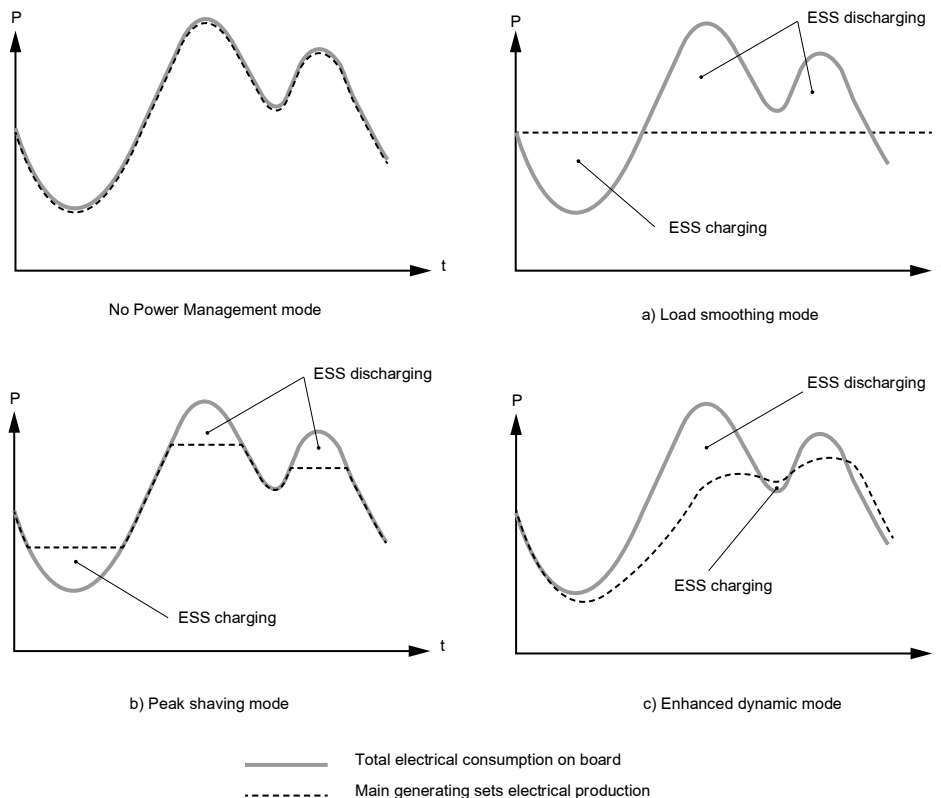 P
t
No Power Management mode
P
ESS discharging
ESS charging
a) Load smoothing mode
P
ESS discharging
ESS charging
t
b) Peak shaving mode
P
ESS discharging
ESS charging
c) Enhanced dynamic mode
Total electrical consumption on board
Main generating sets electrical production